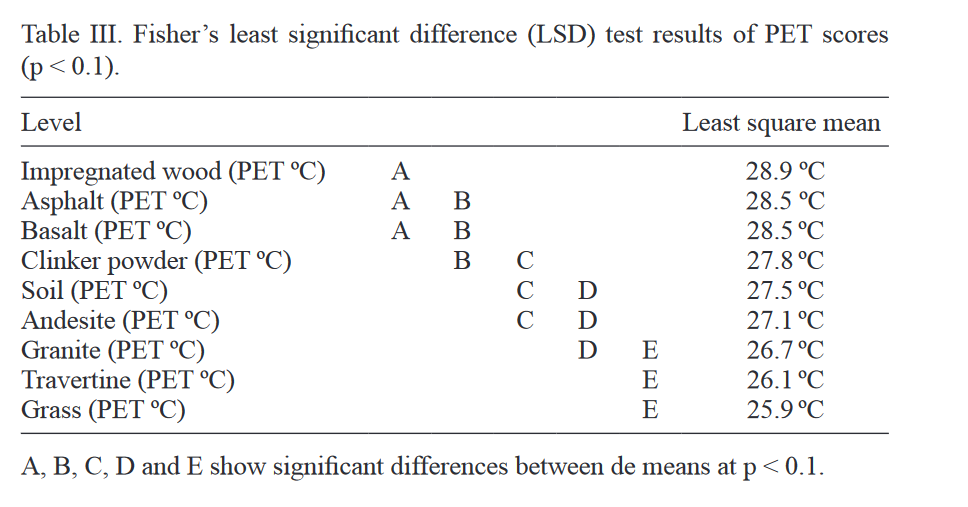 Table III. Fisher’s least significant difference (LSD) test results of PET scores
(p < 0.1).
Level Least square mean
Impregnated wood (PET ºC) A 28.9 ºC
Asphalt (PET ºC) A B 28.5 ºC
Basalt (PET ºC) A B 28.5 ºC
Clinker powder (PET ºC) B C 27.8 ºC
Soil (PET ºC) C D 27.5 ºC
Andesite (PET ºC) C D 27.1 ºC
Granite (PET ºC) D E 26.7 ºC
Travertine (PET ºC) E 26.1 ºC
Grass (PET ºC) E 25.9 ºC
A, B, C, D and E show significant differences between de means at p < 0.1.